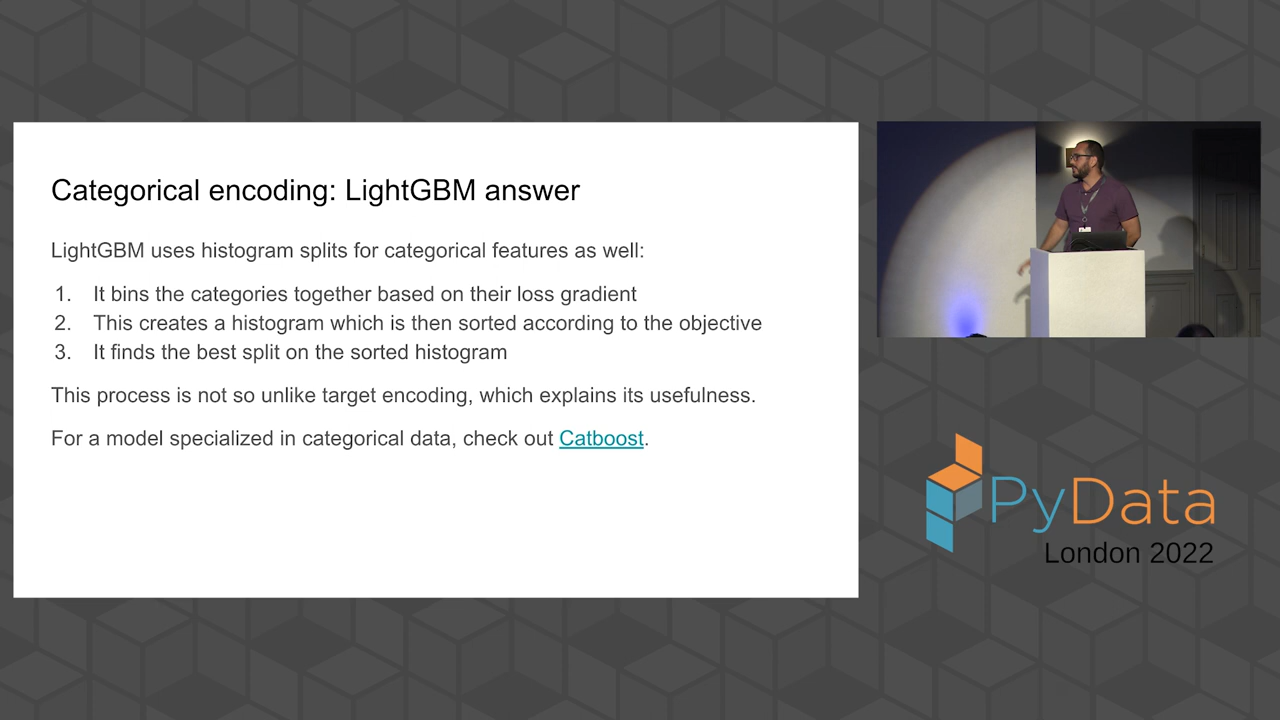 Categorical encoding: LightGBM answer
LightGBM uses histogram splits for categorical features as well:
1. It bins the categories together based on their loss gradient
2. This creates a histogram which is then sorted according to the objective
3. It finds the best split on the sorted histogram
This process is not so unlike target encoding, which explains its usefulness.
For a model specialized in categorical data, check out Catboost.
PyData
London 2022